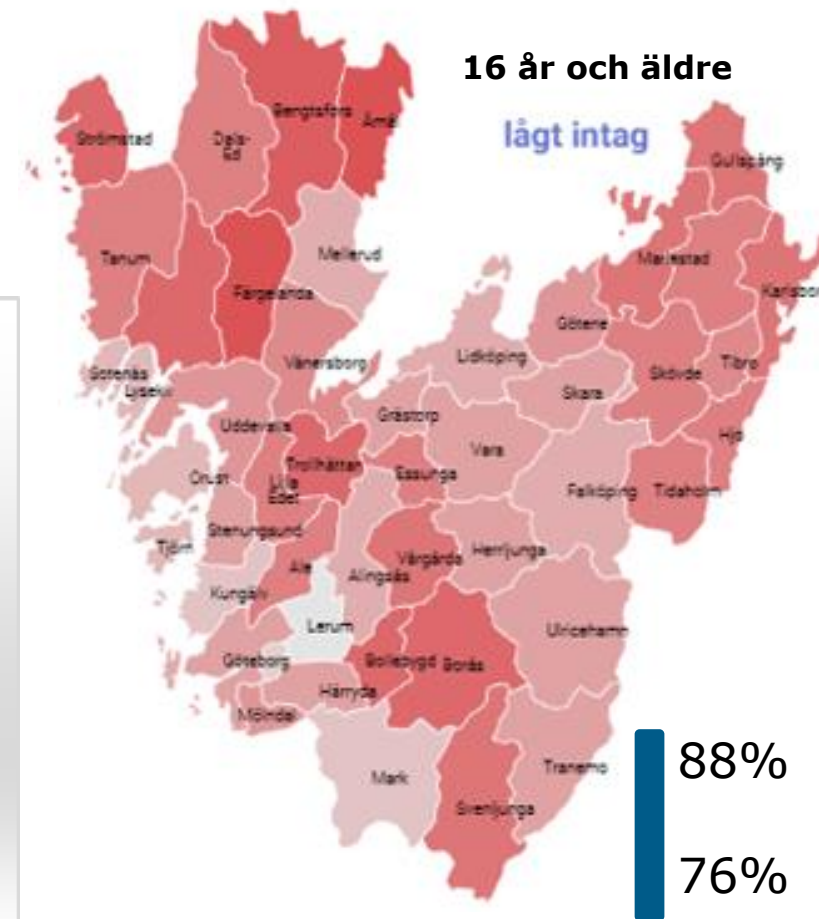 16 år och äldre
lågt intag
Bengtsfors
Åmål
Strömstad
Dals-
Ed
Gullspång
Mellerud
Tanum
Mariestad
Färgelanda
Karlsbor
Götene
Vänersborg
Lidköping
Tibro
Sotenäs
Skövde
Lysekil
Skara
Grästorp
Uddevalla
Hjo
Vara
Trollhättan
Essunga
Orust
Lilla
Edet
Falköping
Tidaholm
Stenungsund
Tjörn
Herrljunga
Vårgårda
Ale
Alingsås
Kungälv
Lerum
Ulricehamn
Göteborg
Bollebygd
Borås
Härryda
Mölndal
88%
Tranemo
Mark
Svenljunga
76%